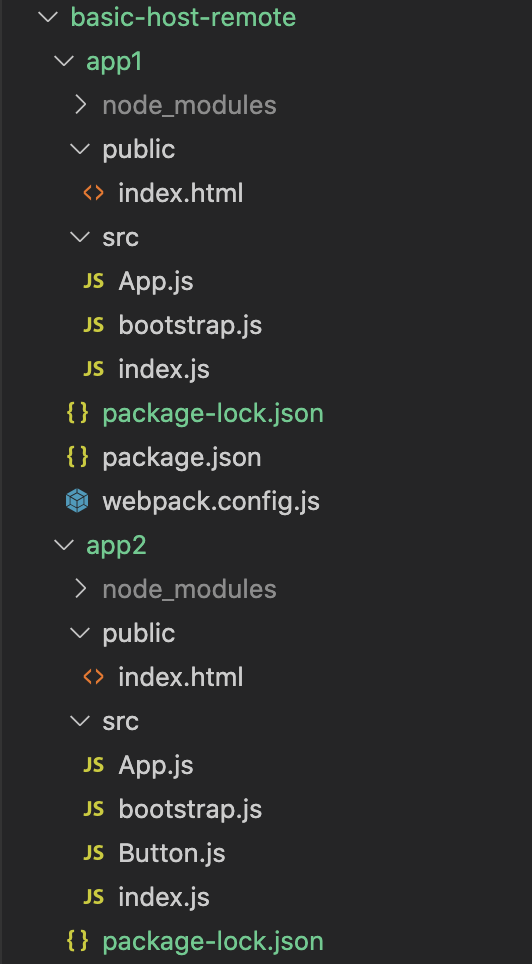 basic-host-remote
app1
node_modules
public
<> index.html
src
JS App.js
JS bootstrap.js
JS index.js
{} package-lock.json
{} package.json
webpack.config.js
app2
node_modules
public
<> index.html
src
JS App.js
JS bootstrap.js
JS Button.js
JS index.js
{} package-lock.json